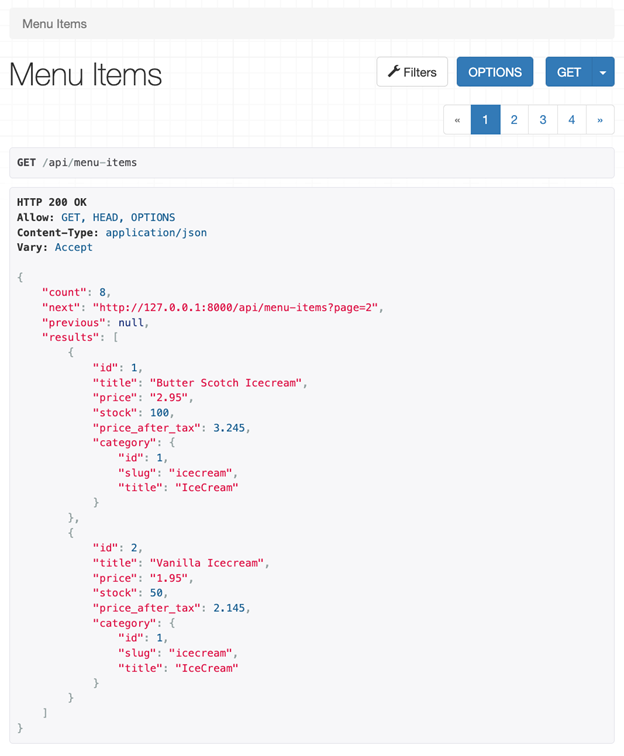 Menu Items
Menu Items
Filters OPTIONS GET
« 1 2 3 4 »
GET /api/menu-items
HTTP 200 OK
Allow: GET, HEAD, OPTIONS
Content-Type: application/json
Vary: Accept
{
    "count": 8,
    "next": "http://127.0.0.1:8000/api/menu-items?page=2",
    "previous": null,
    "results": [
        {
            "id": 1,
            "title": "Butter Scotch Icecream",
            "price": "2.95",
            "stock": 100,
            "price_after_tax": 3.245,
            "category": {
                "id": 1,
                "slug": "icecream",
                "title": "IceCream"
            }
        },
        {
            "id": 2,
            "title": "Vanilla Icecream",
            "price": "1.95",
            "stock": 50,
            "price_after_tax": 2.145,
            "category": {
                "id": 1,
                "slug": "icecream",
                "title": "IceCream"
            }
        }
    ]
}